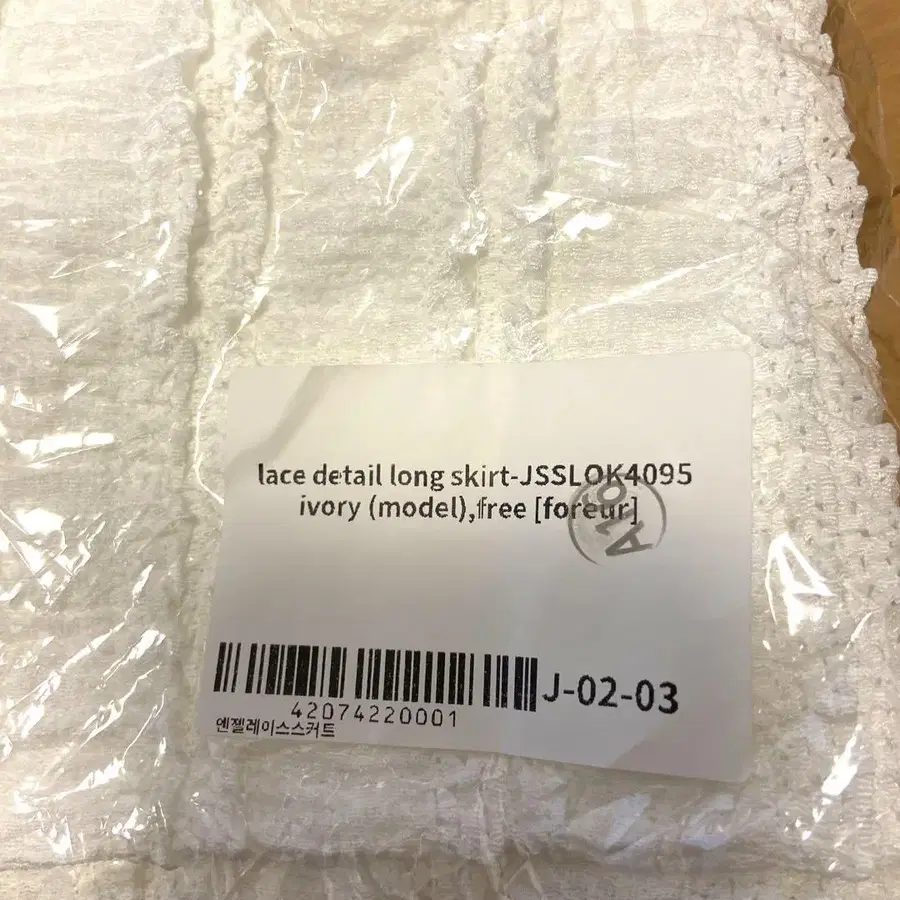 lace detail long skirt-JSSLOK4095
ivory (model),free [foreur]
J-02-03
42074220001
엔젤레이스스커트